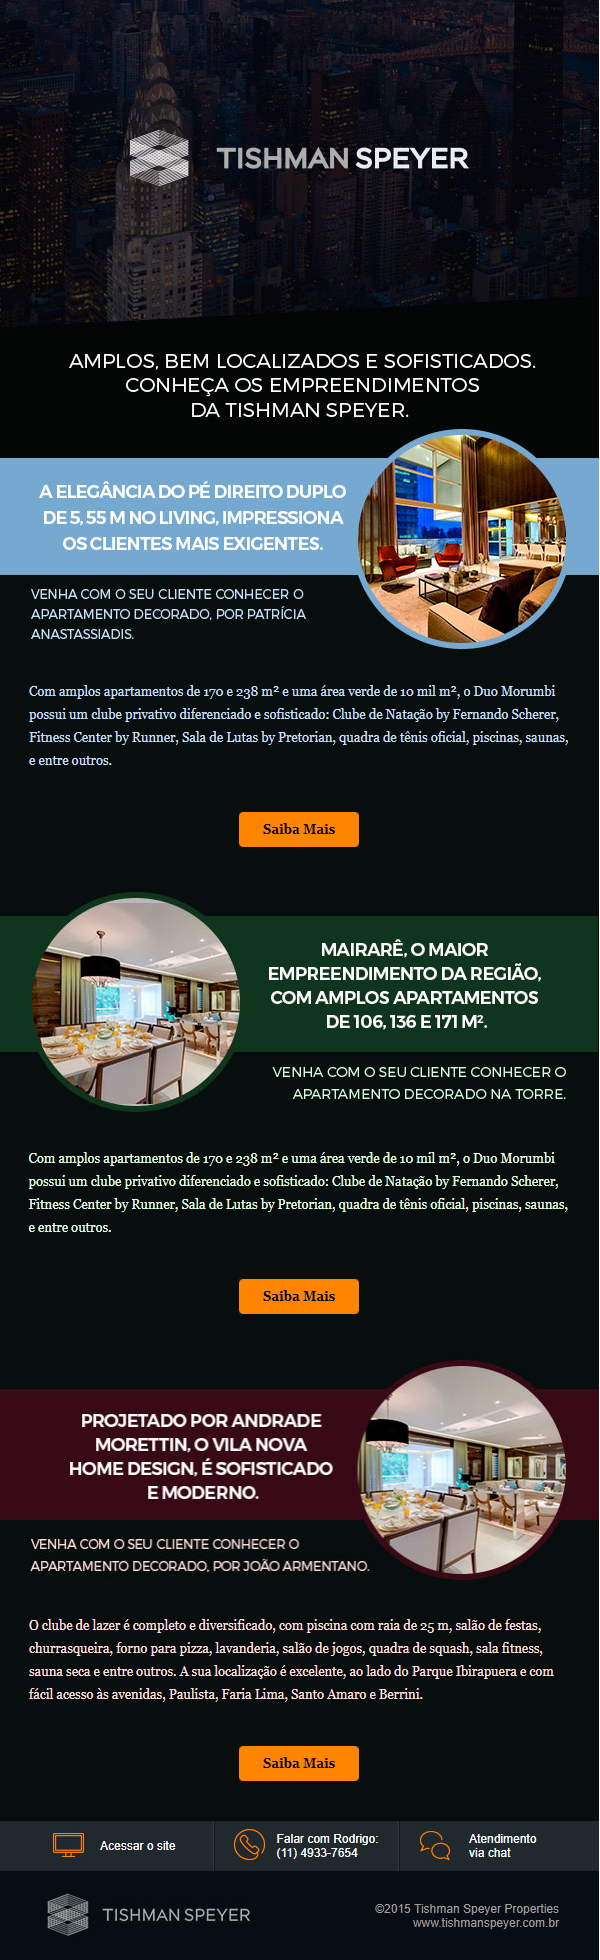 TISHMAN SPEYER
AMPLOS, BEM LOCALIZADOS E SOFISTICADOS.
CONHEÇA OS EMPREENDIMENTOS
DA TISHMAN SPEYER.
A ELEGÂNCIA DO PÉ DIREITO DUPLO
DE 5, 55 M NO LIVING, IMPRESSIONA
OS CLIENTES MAIS EXIGENTES.
VENHA COM O SEU CLIENTE CONHECER O
APARTAMENTO DECORADO, POR PATRÍCIA
ANASTASSIADIS.
Com amplos apartamentos de 170 e 238 m² e uma área verde de 10 mil m², o Duo Morumbi
possui um clube privativo diferenciado e sofisticado: Clube de Natação by Fernando Scherer,
Fitness Center by Runner, Sala de Lutas by Pretorian, quadra de tênis oficial, piscinas, saunas,
e entre outros.
Saiba Mais
MAIRARÊ, O MAIOR
EMPREENDIMENTO DA REGIÃO,
COM AMPLOS APARTAMENTOS
DE 106, 136 E 171 M².
VENHA COM O SEU CLIENTE CONHECER O
APARTAMENTO DECORADO NA TORRE.
Com amplos apartamentos de 170 e 238 m² e uma área verde de 10 mil m², o Duo Morumbi
possui um clube privativo diferenciado e sofisticado: Clube de Natação by Fernando Scherer,
Fitness Center by Runner, Sala de Lutas by Pretorian, quadra de tênis oficial, piscinas, saunas,
e entre outros.
Saiba Mais
PROJETADO POR ANDRADE
MORETTIN, O VILA NOVA
HOME DESIGN, É SOFISTICADO
E MODERNO.
VENHA COM O SEU CLIENTE CONHECER O
APARTAMENTO DECORADO, POR JOÃO ARMENTANO.
O clube de lazer é completo e diversificado, com piscina com raia de 25 m, salão de festas,
churrasqueira, forno para pizza, lavanderia, salão de jogos, quadra de squash, sala fitness,
sauna seca e entre outros. A sua localização é excelente, ao lado do Parque Ibirapuera e com
fácil acesso às avenidas, Paulista, Faria Lima, Santo Amaro e Berrini.
Saiba Mais
Acessar o site
Falar com Rodrigo:
(11) 4933-7654
Atendimento
via chat
TISHMAN SPEYER
©2015 Tishman Speyer Properties
www.tishmanspeyer.com.br